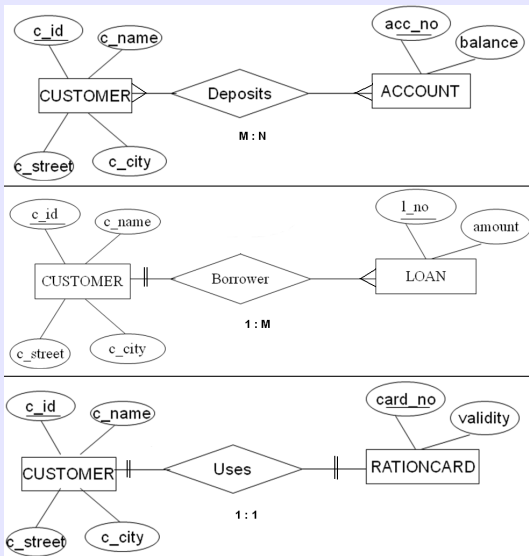 c_id
c_name
acc_no
balance
CUSTOMER
Deposits
ACCOUNT
M : N
c_street
c_city
c_id
c_name
l_no
amount
CUSTOMER
Borrower
LOAN
1 : M
c_street
c_city
c_id
c_name
card_no
validity
CUSTOMER
Uses
RATIONCARD
1 : 1
c_street
c_city